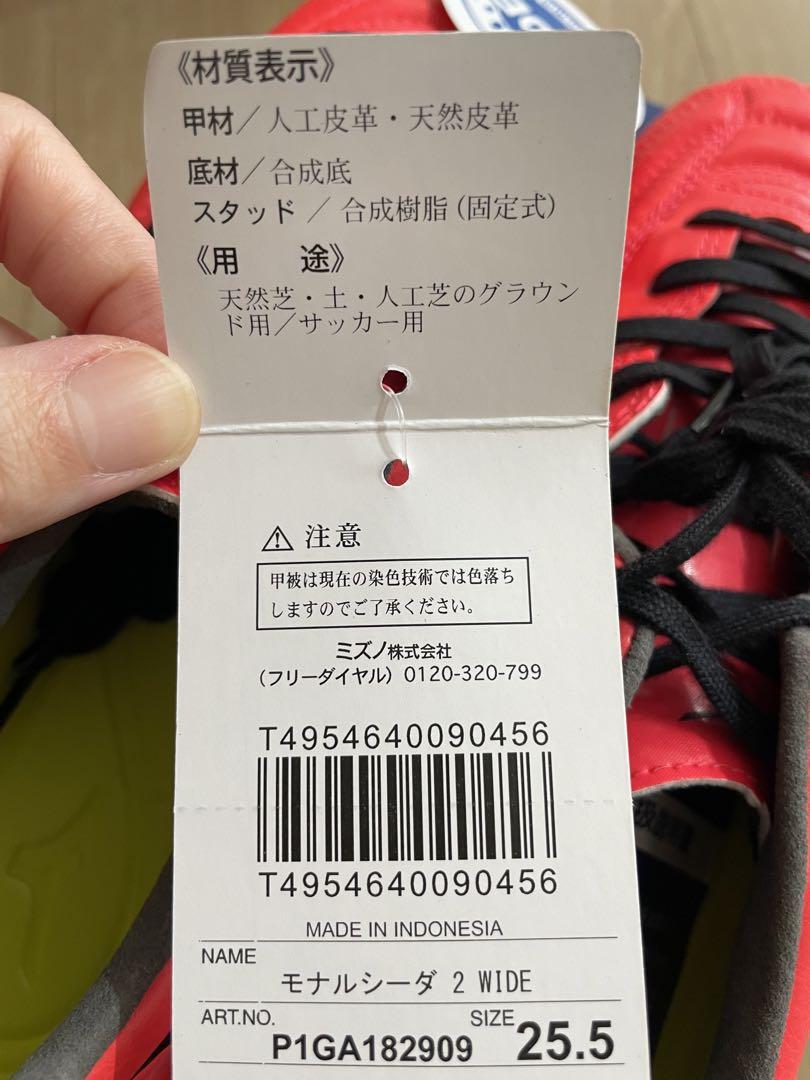 《材質表示》
甲材／人工皮革・天然皮革
底材／合成底
スタッド ／ 合成樹脂(固定式)
《用　　途》
天然芝・土・人工芝のグラウン
ド用／サッカー用
注意
甲被は現在の染色技術では色落ち
しますのでご了承ください。
ミズノ株式会社
(フリーダイヤル) 0120-320-799
T4954640090456
T4954640090456
MADE IN INDONESIA
NAME
モナルシーダ 2 WIDE
ART.NO. SIZE
P1GA182909 25.5